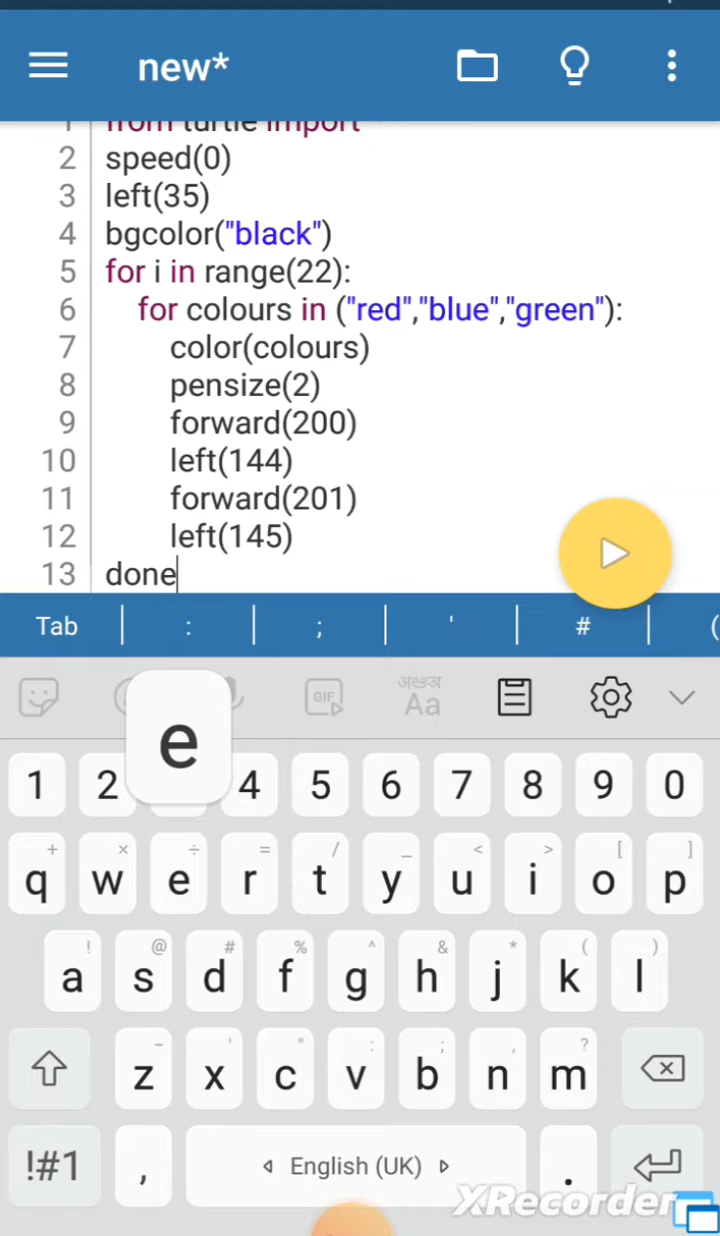 new*
1 from turtle import
2 speed(0)
3 left(35)
4 bgcolor("black")
5 for i in range(22):
6 for colours in ("red","blue","green"):
7 color(colours)
8 pensize(2)
9 forward(200)
10 left(144)
11 forward(201)
12 left(145)
13 done
Tab : ; ' # (
GIF Aa
e
1 2 4 5 6 7 8 9 0
+ × ÷ = / _ < > [ ]
q w e r t y u i o p
! @ # % ^ & * ( )
a s d f g h j k l
- ' " : ; , ?
z x c v b n m
!#1 , English (UK) .
XRecorder